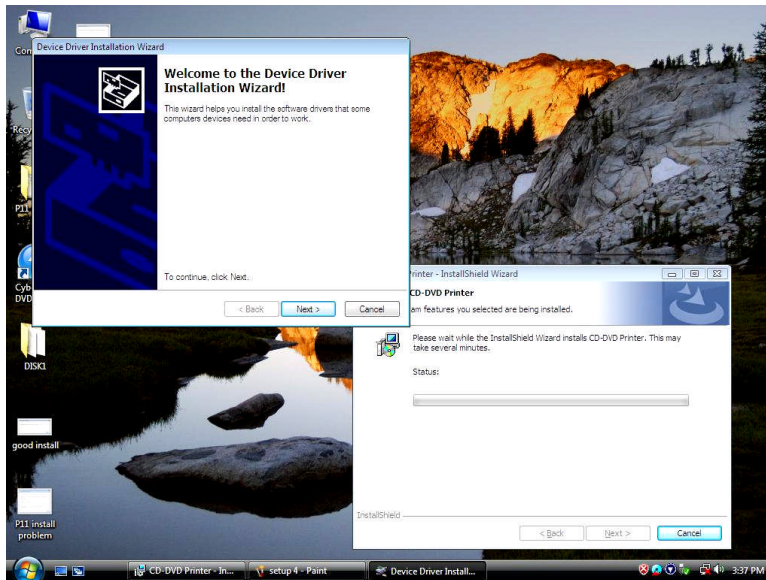 Con
Recy
P11
Cyb
DVD
DISK1
good install
P11 install
problem
Device Driver Installation Wizard
Welcome to the Device Driver
Installation Wizard!
This wizard helps you install the software drivers that some
computers devices need in order to work.
To continue, click Next.
< Back Next > Cancel
Printer - InstallShield Wizard
CD-DVD Printer
am features you selected are being installed.
Please wait while the InstallShield Wizard installs CD-DVD Printer. This may
take several minutes.
Status:
InstallShield
< Back Next > Cancel
CD-DVD Printer - In... setup 4 - Paint Device Driver Install... 3:37 PM